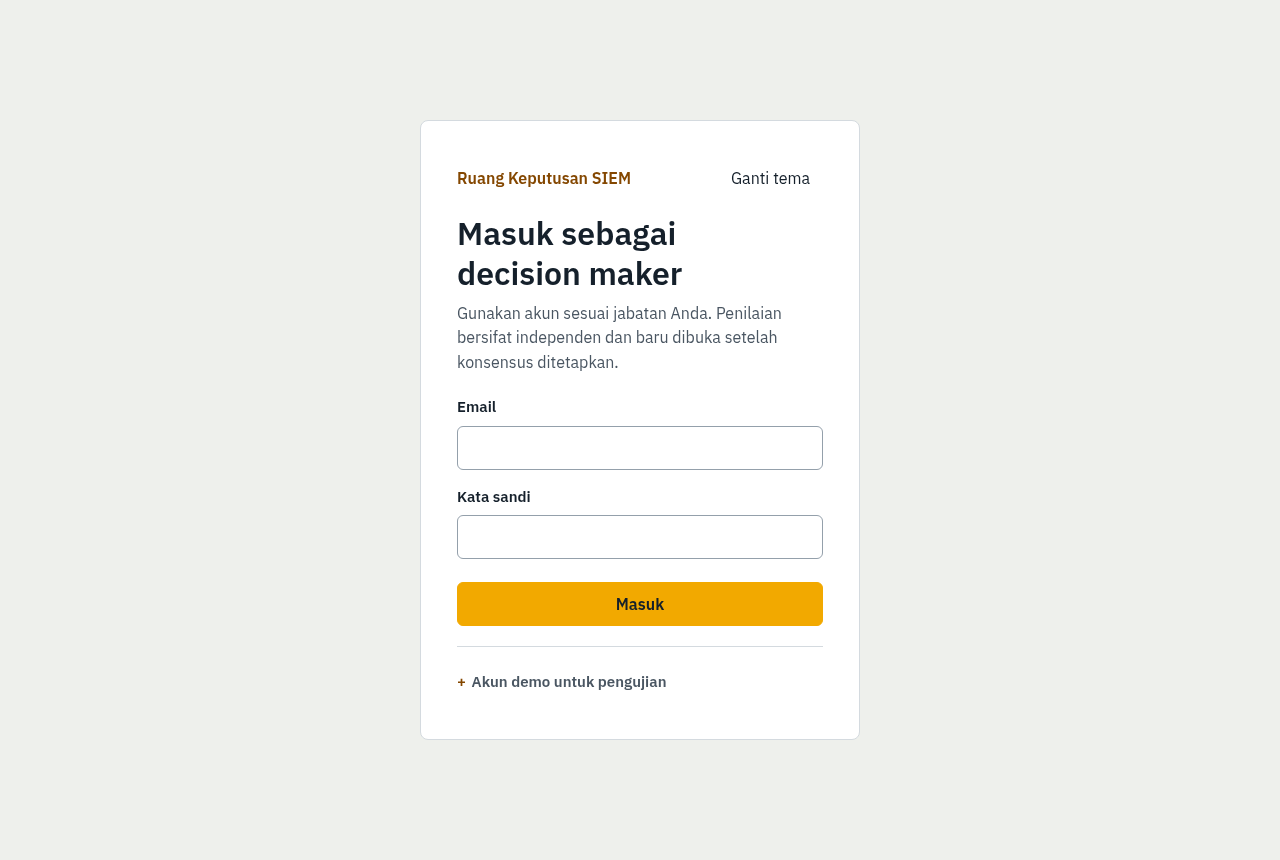 Ruang Keputusan SIEM
Ganti tema
Masuk sebagai
decision maker
Gunakan akun sesuai jabatan Anda. Penilaian
bersifat independen dan baru dibuka setelah
konsensus ditetapkan.
Email
Kata sandi
Masuk
+ Akun demo untuk pengujian